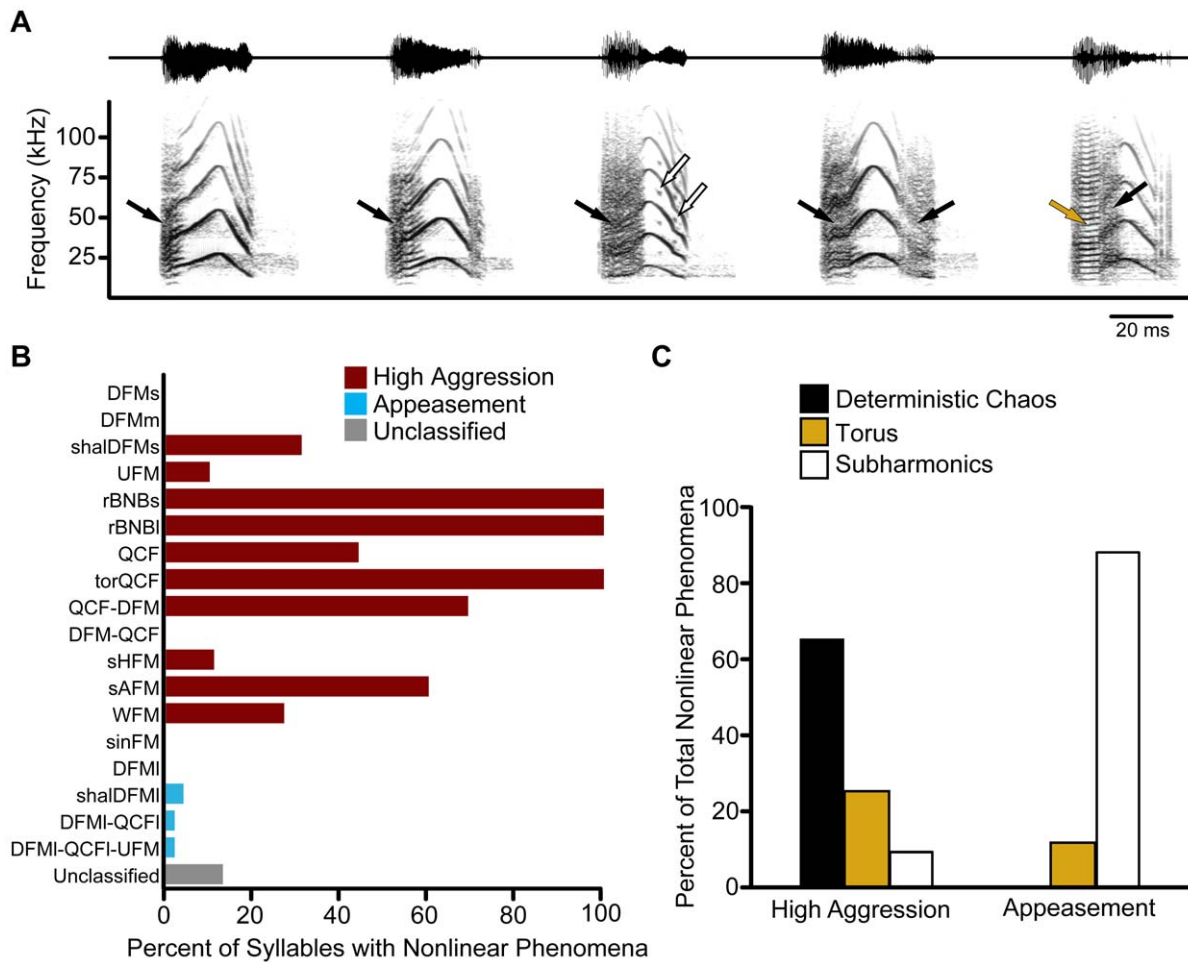 A
Frequency (kHz)
100
75
50
25
20 ms
B
High Aggression
Appeasement
Unclassified
DFMs
DFMm
shalDFMs
UFM
rBNBs
rBNBl
QCF
torQCF
QCF-DFM
DFM-QCF
sHFM
sAFM
WFM
sinFM
DFMl
shalDFMl
DFMl-QCFl
DFMl-QCFl-UFM
Unclassified
0 20 40 60 80 100
Percent of Syllables with Nonlinear Phenomena
C
Deterministic Chaos
Torus
Subharmonics
Percent of Total Nonlinear Phenomena
100
80
60
40
20
0
High Aggression Appeasement